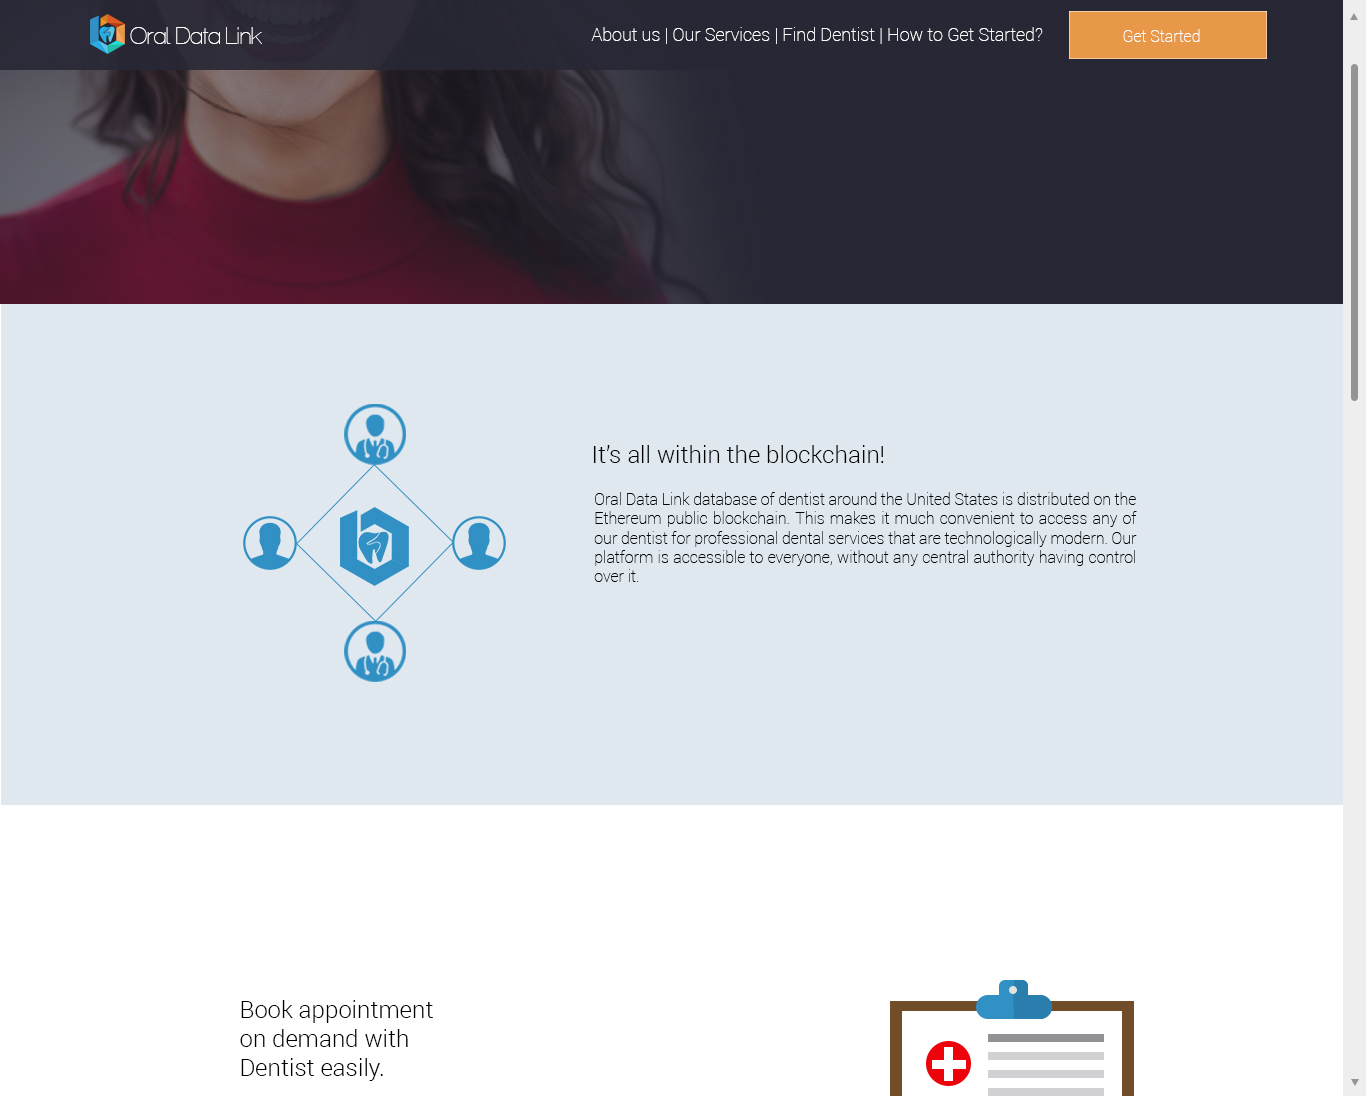 Oral Data Link
About us | Our Services | Find Dentist | How to Get Started?
Get Started
It's all within the blockchain!
Oral Data Link database of dentist around the United States is distributed on the
Ethereum public blockchain. This makes it much convenient to access any of
our dentist for professional dental services that are technologically modern. Our
platform is accessible to everyone, without any central authority having control
over it.
Book appointment
on demand with
Dentist easily.